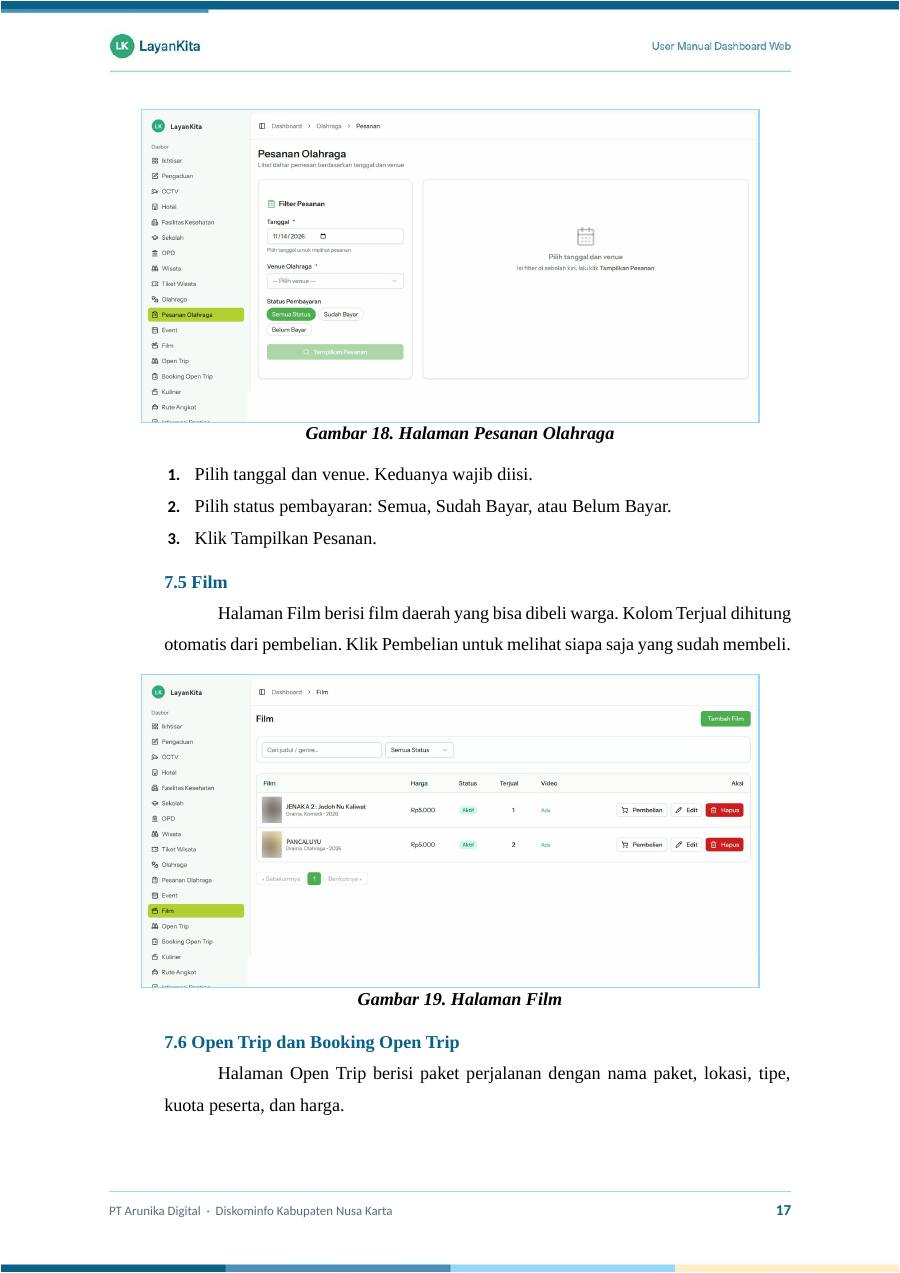 LK LayanKita
User Manual Dashboard Web
LK LayanKita
Dasbor
Ikhtisar
Pengaduan
CCTV
Hotel
Fasilitas Kesehatan
Sekolah
OPD
Wisata
Tiket Wisata
Olahraga
Pesanan Olahraga
Event
Film
Open Trip
Booking Open Trip
Kuliner
Rute Angkot
Dashboard > Olahraga > Pesanan
Pesanan Olahraga
Lihat daftar pemesan berdasarkan tanggal dan venue
Filter Pesanan
Tanggal *
11/14/2026
Pilih tanggal untuk melihat pesanan
Venue Olahraga *
-- Pilih venue --
Status Pembayaran
Semua Status Sudah Bayar
Belum Bayar
Tampilkan Pesanan
Pilih tanggal dan venue
Isi filter di sebelah kiri, lalu klik Tampilkan Pesanan
Gambar 18. Halaman Pesanan Olahraga
1. Pilih tanggal dan venue. Keduanya wajib diisi.
2. Pilih status pembayaran: Semua, Sudah Bayar, atau Belum Bayar.
3. Klik Tampilkan Pesanan.
7.5 Film
Halaman Film berisi film daerah yang bisa dibeli warga. Kolom Terjual dihitung
otomatis dari pembelian. Klik Pembelian untuk melihat siapa saja yang sudah membeli.
LK LayanKita
Dasbor
Ikhtisar
Pengaduan
CCTV
Hotel
Fasilitas Kesehatan
Sekolah
OPD
Wisata
Tiket Wisata
Olahraga
Pesanan Olahraga
Event
Film
Open Trip
Booking Open Trip
Kuliner
Rute Angkot
Dashboard > Film
Film
Tambah Film
Cari judul / genre...
Semua Status
Film Harga Status Terjual Video Aksi
JENAKA 2 : Jodoh Nu Kaliwat Rp5.000 Aktif 1 Ada Pembelian Edit Hapus
Drama, Komedi · 2026
PANCALUYU Rp5.000 Aktif 2 Ada Pembelian Edit Hapus
Drama, Olahraga · 2026
« Sebelumnya 1 Berikutnya »
Gambar 19. Halaman Film
7.6 Open Trip dan Booking Open Trip
Halaman Open Trip berisi paket perjalanan dengan nama paket, lokasi, tipe,
kuota peserta, dan harga.
PT Arunika Digital · Diskominfo Kabupaten Nusa Karta
17